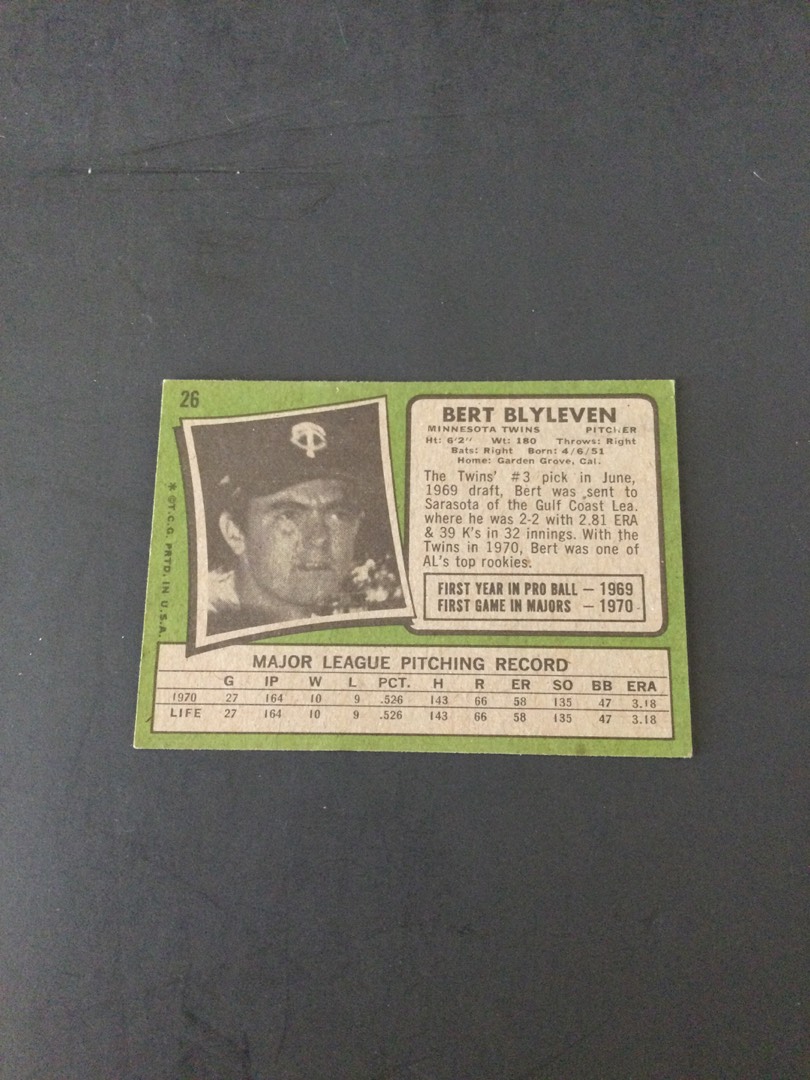 26
BERT BLYLEVEN
MINNESOTA TWINS PITCHER
Ht: 6'2" Wt: 180 Throws: Right
Bats: Right Born: 4/6/51
Home: Garden Grove, Cal.
The Twins' #3 pick in June,
1969 draft, Bert was sent to
Sarasota of the Gulf Coast Lea.
where he was 2-2 with 2.81 ERA
& 39 K's in 32 innings. With the
Twins in 1970, Bert was one of
AL's top rookies.
FIRST YEAR IN PRO BALL — 1969
FIRST GAME IN MAJORS — 1970
* ©T.C.G. PRTD. IN U.S.A.
TC
MAJOR LEAGUE PITCHING RECORD
G IP W L PCT. H R ER SO BB ERA
1970 27 164 10 9 .526 143 66 58 135 47 3.18
LIFE 27 164 10 9 .526 143 66 58 135 47 3.18